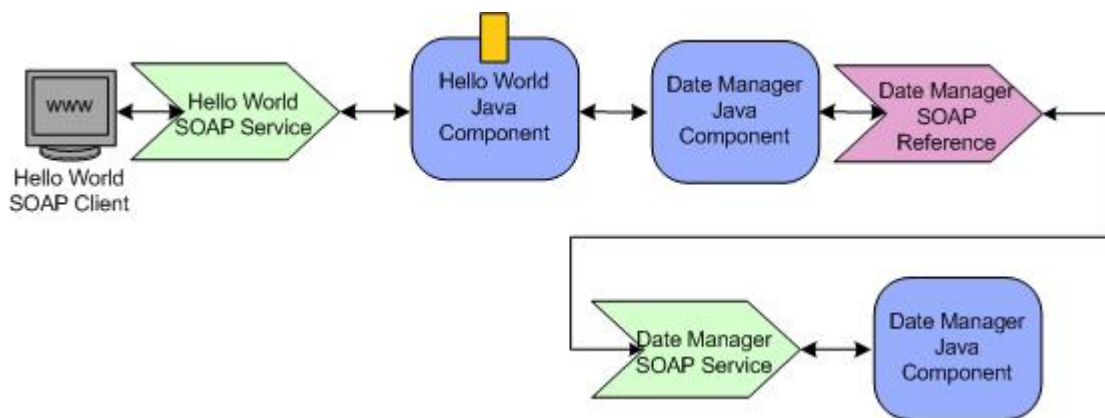 www
Hello World
SOAP Client
Hello World
SOAP Service
Hello World
Java
Component
Date Manager
Java
Component
Date Manager
SOAP
Reference
Date Manager
SOAP Service
Date Manager
Java
Component